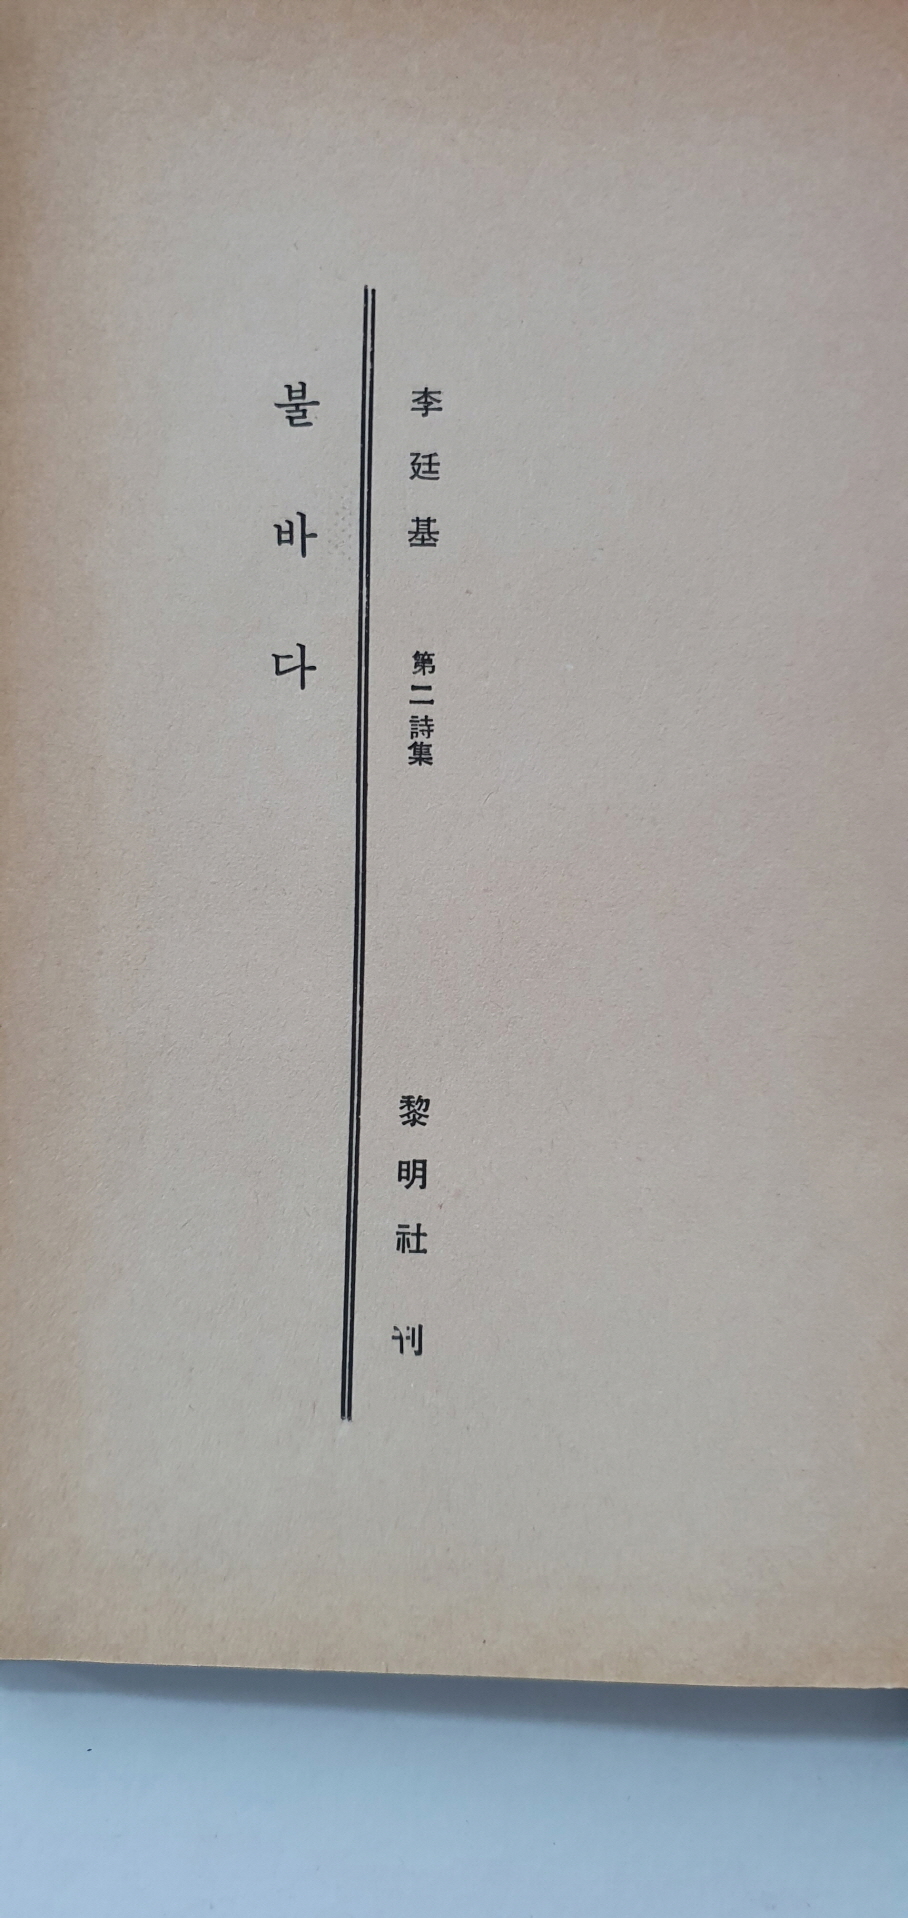 李廷基 第二詩集
黎明社 刊
불바다